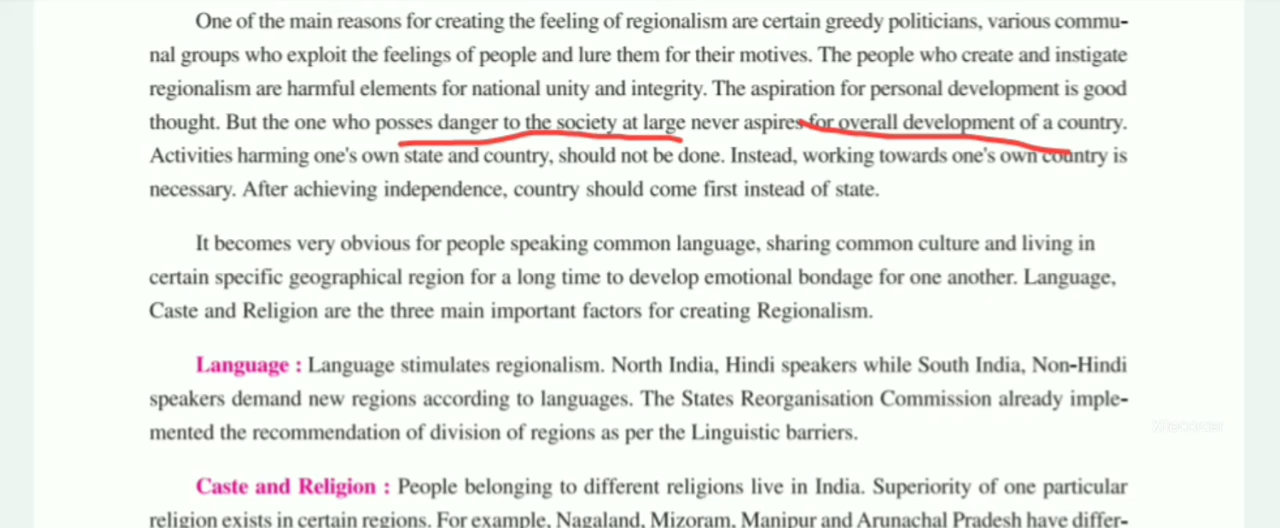 One of the main reasons for creating the feeling of regionalism are certain greedy politicians, various commu-
nal groups who exploit the feelings of people and lure them for their motives. The people who create and instigate
regionalism are harmful elements for national unity and integrity. The aspiration for personal development is good
thought. But the one who posses danger to the society at large never aspires for overall development of a country.
Activities harming one's own state and country, should not be done. Instead, working towards one's own country is
necessary. After achieving independence, country should come first instead of state.
It becomes very obvious for people speaking common language, sharing common culture and living in
certain specific geographical region for a long time to develop emotional bondage for one another. Language,
Caste and Religion are the three main important factors for creating Regionalism.
Language : Language stimulates regionalism. North India, Hindi speakers while South India, Non-Hindi
speakers demand new regions according to languages. The States Reorganisation Commission already imple-
mented the recommendation of division of regions as per the Linguistic barriers.
Caste and Religion : People belonging to different religions live in India. Superiority of one particular
religion exists in certain regions. For example, Nagaland, Mizoram, Manipur and Arunachal Pradesh have differ-